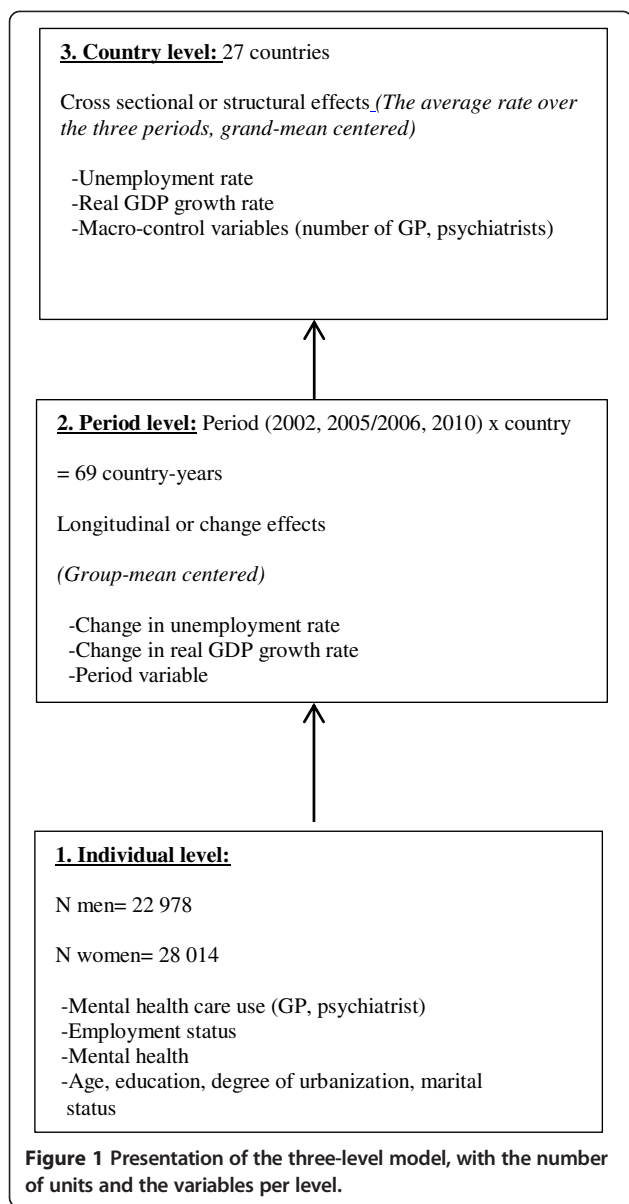 3. Country level: 27 countries
Cross sectional or structural effects (The average rate over
the three periods, grand-mean centered)
-Unemployment rate
-Real GDP growth rate
-Macro-control variables (number of GP, psychiatrists)
2. Period level: Period (2002, 2005/2006, 2010) x country
= 69 country-years
Longitudinal or change effects
(Group-mean centered)
-Change in unemployment rate
-Change in real GDP growth rate
-Period variable
1. Individual level:
N men= 22 978
N women= 28 014
-Mental health care use (GP, psychiatrist)
-Employment status
-Mental health
-Age, education, degree of urbanization, marital
status
Figure 1 Presentation of the three-level model, with the number
of units and the variables per level.